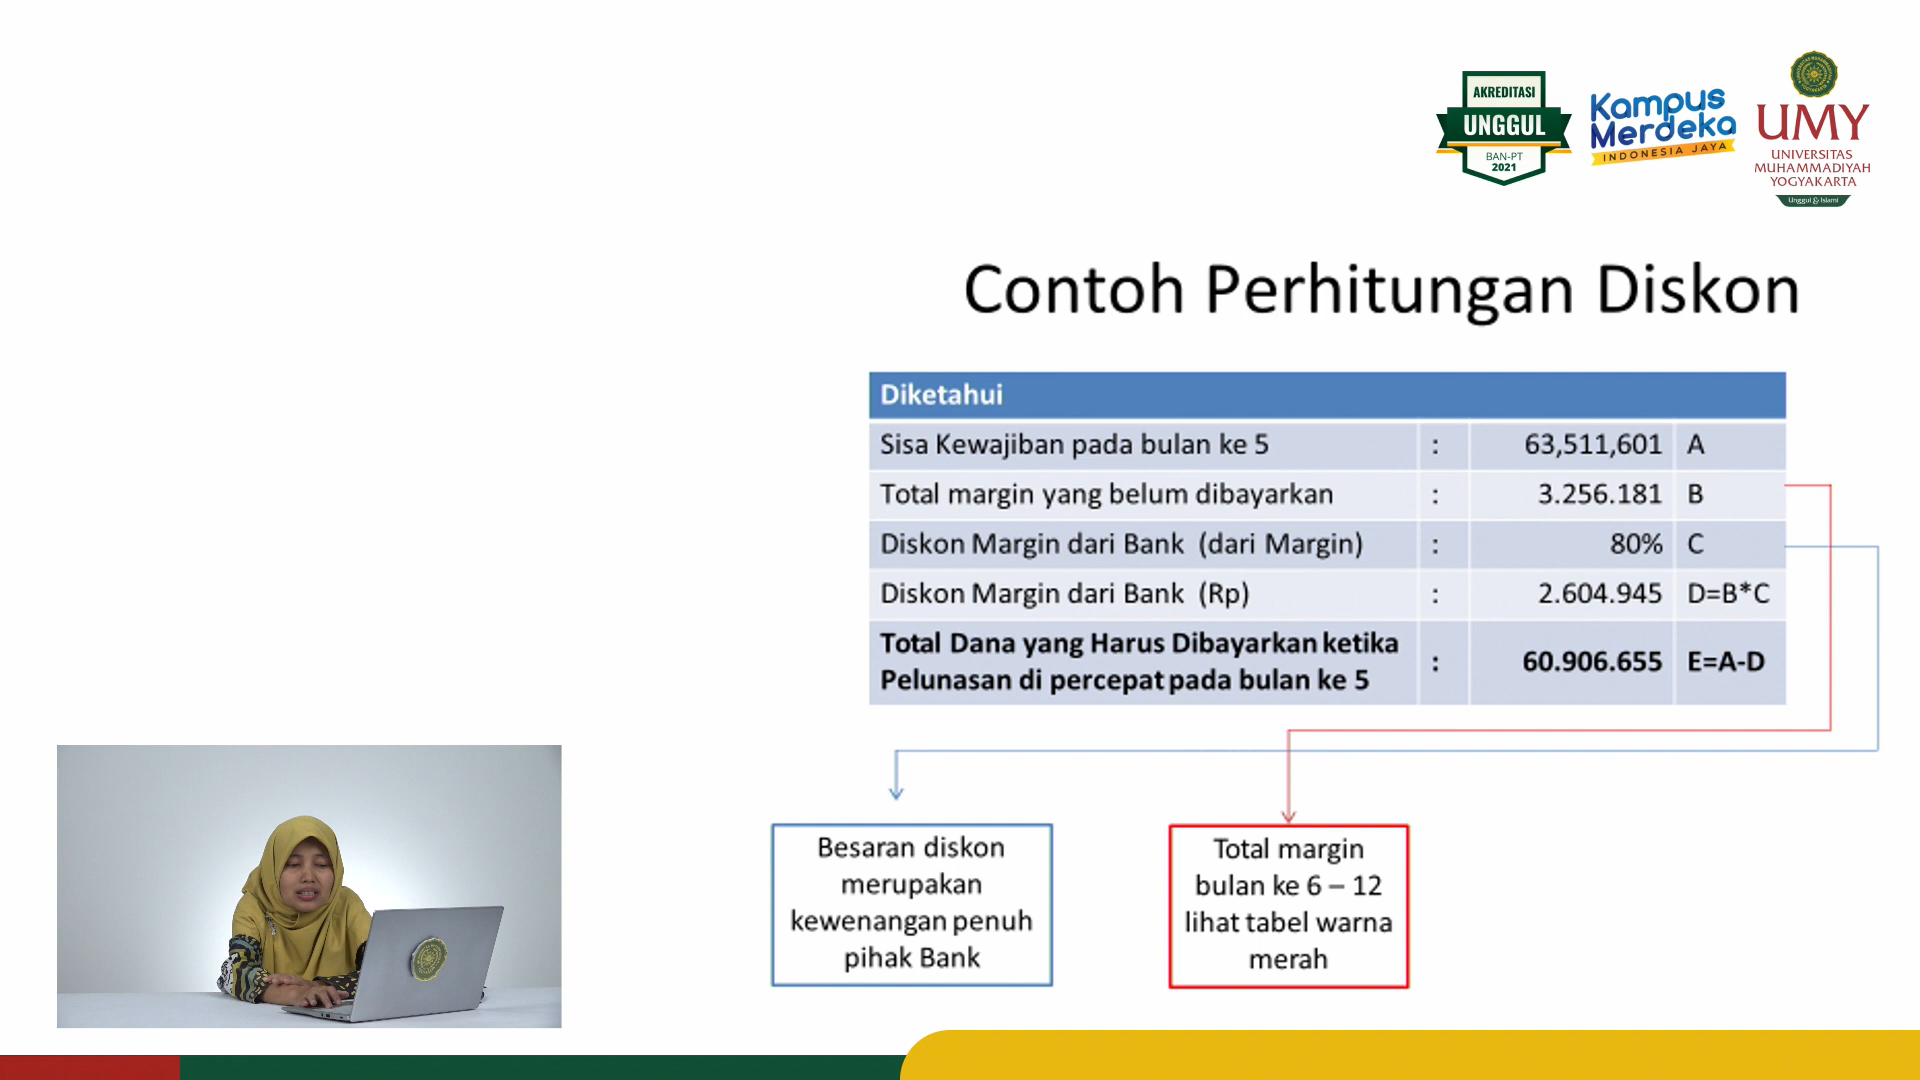 AKREDITASI
UNGGUL
BAN-PT
2021
Kampus
Merdeka
INDONESIA JAYA
UMY
UNIVERSITAS
MUHAMMADIYAH
YOGYAKARTA
Unggul & Islami
Contoh Perhitungan Diskon
Diketahui
Sisa Kewajiban pada bulan ke 5 : 63,511,601 A
Total margin yang belum dibayarkan : 3.256.181 B
Diskon Margin dari Bank (dari Margin) : 80% C
Diskon Margin dari Bank (Rp) : 2.604.945 D=B*C
Total Dana yang Harus Dibayarkan ketika
Pelunasan di percepat pada bulan ke 5 : 60.906.655 E=A-D
Besaran diskon
merupakan
kewenangan penuh
pihak Bank
Total margin
bulan ke 6 – 12
lihat tabel warna
merah